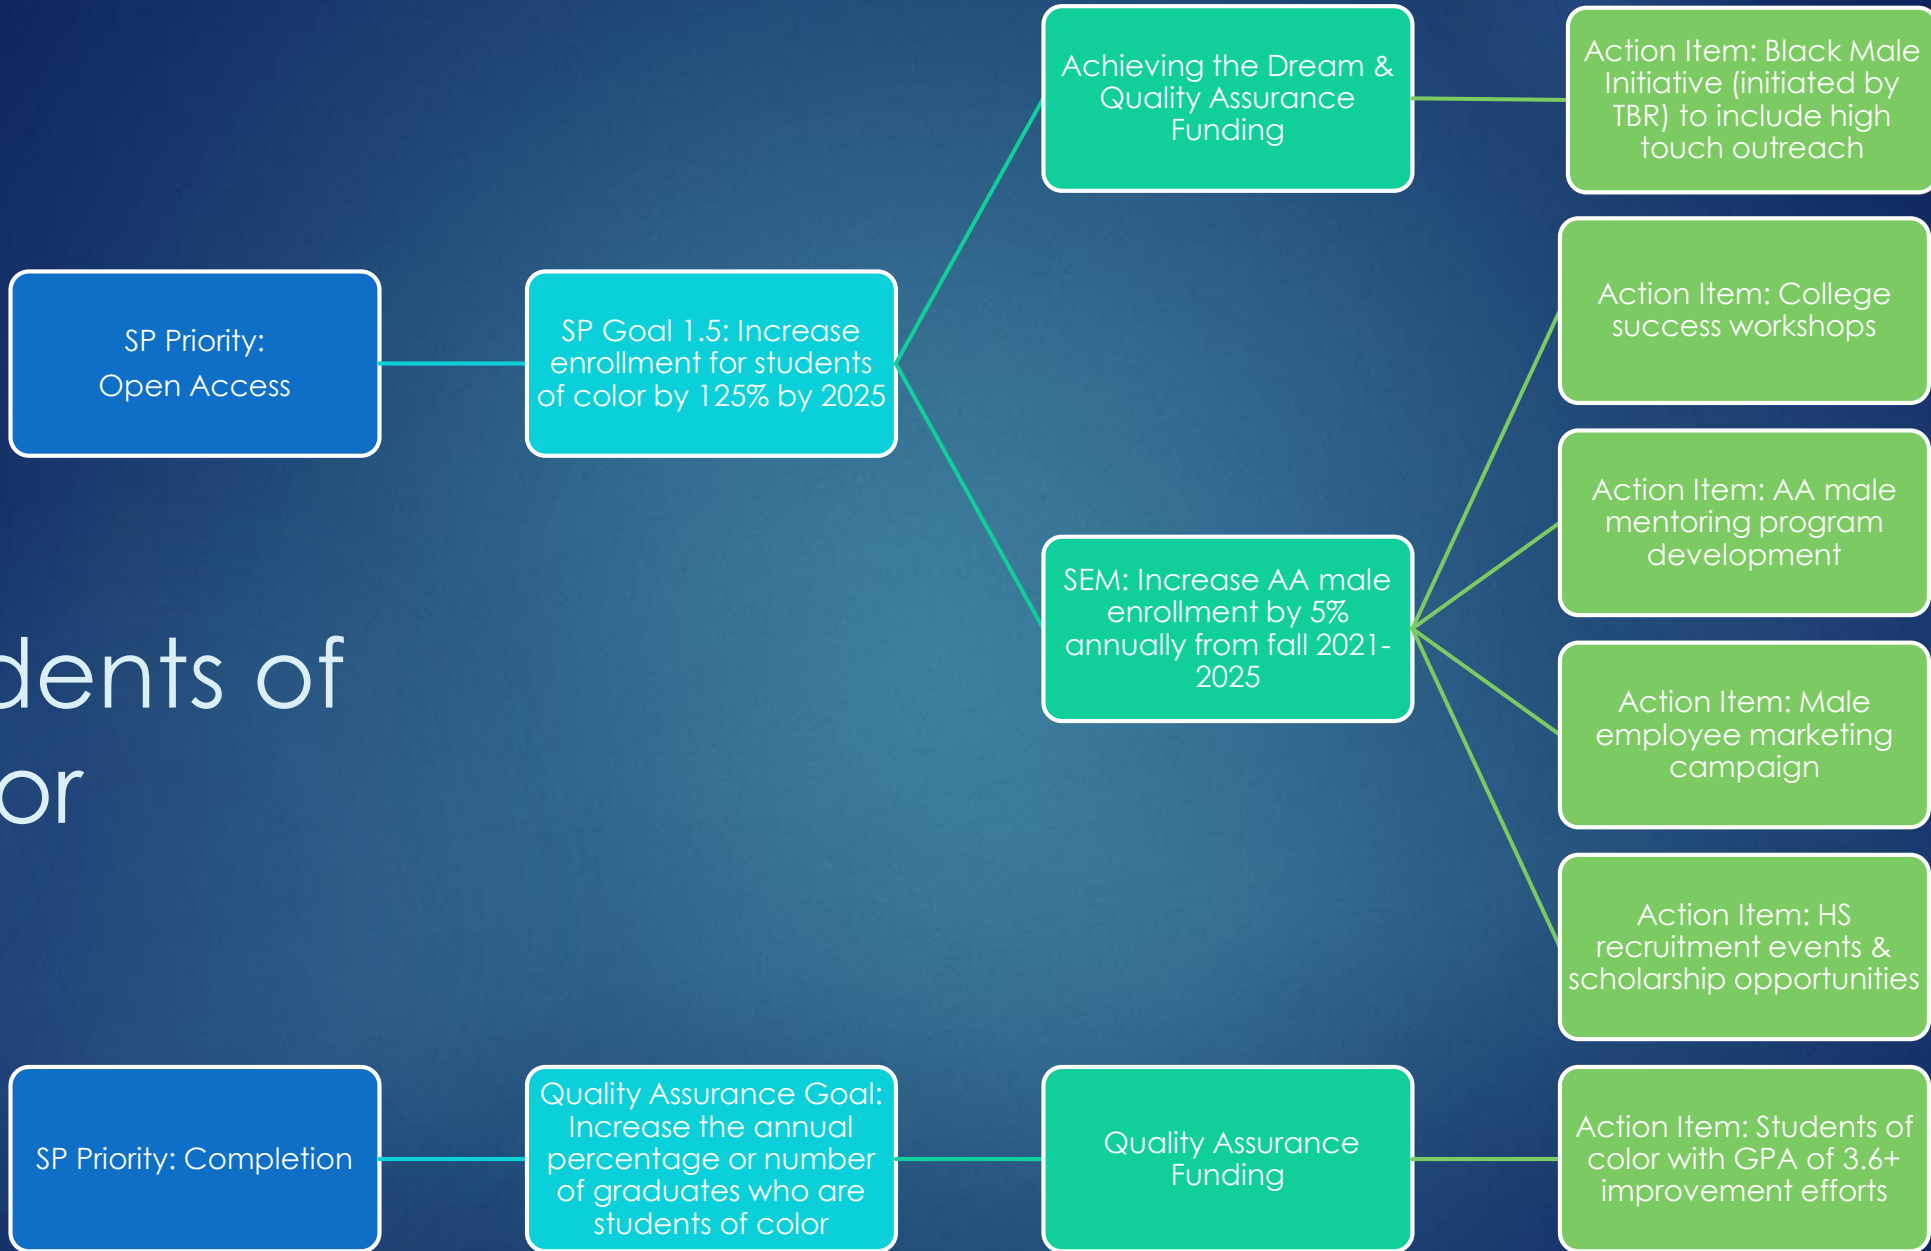 SP Priority:
Open Access
SP Goal 1.5: Increase
enrollment for students
of color by 125% by 2025
Achieving the Dream &
Quality Assurance
Funding
Action Item: Black Male
Initiative (initiated by
TBR) to include high
touch outreach
SEM: Increase AA male
enrollment by 5%
annually from fall 2021-
2025
Action Item: College
success workshops
Action Item: AA male
mentoring program
development
Action Item: Male
employee marketing
campaign
Action Item: HS
recruitment events &
scholarship opportunities
dents of
or
SP Priority: Completion
Quality Assurance Goal:
Increase the annual
percentage or number
of graduates who are
students of color
Quality Assurance
Funding
Action Item: Students of
color with GPA of 3.6+
improvement efforts